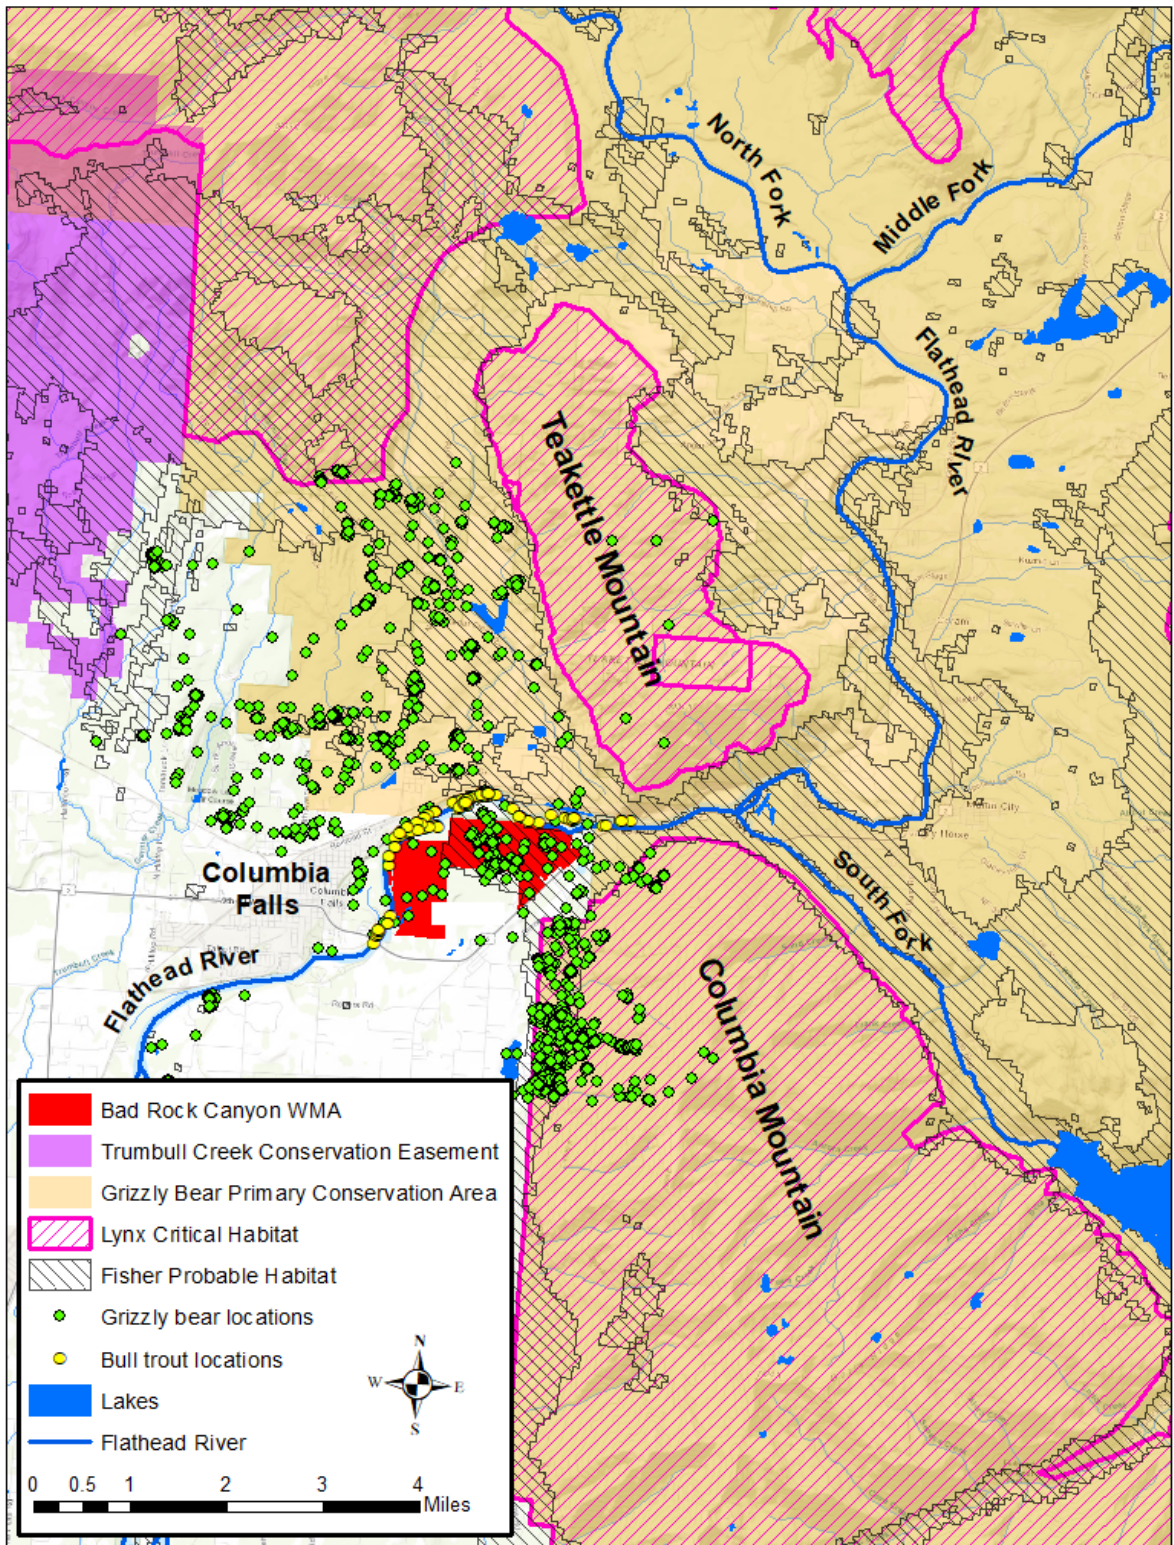 North Fork
Middle Fork
Flathead River
Teakettle Mountain
South Fork
Columbia
Falls
Flathead River
Columbia Mountain
Bad Rock Canyon WMA
Trumbull Creek Conservation Easement
Grizzly Bear Primary Conservation Area
Lynx Critical Habitat
Fisher Probable Habitat
Grizzly bear locations
Bull trout locations
Lakes
Flathead River
N
W E
S
0 0.5 1 2 3 4
Miles